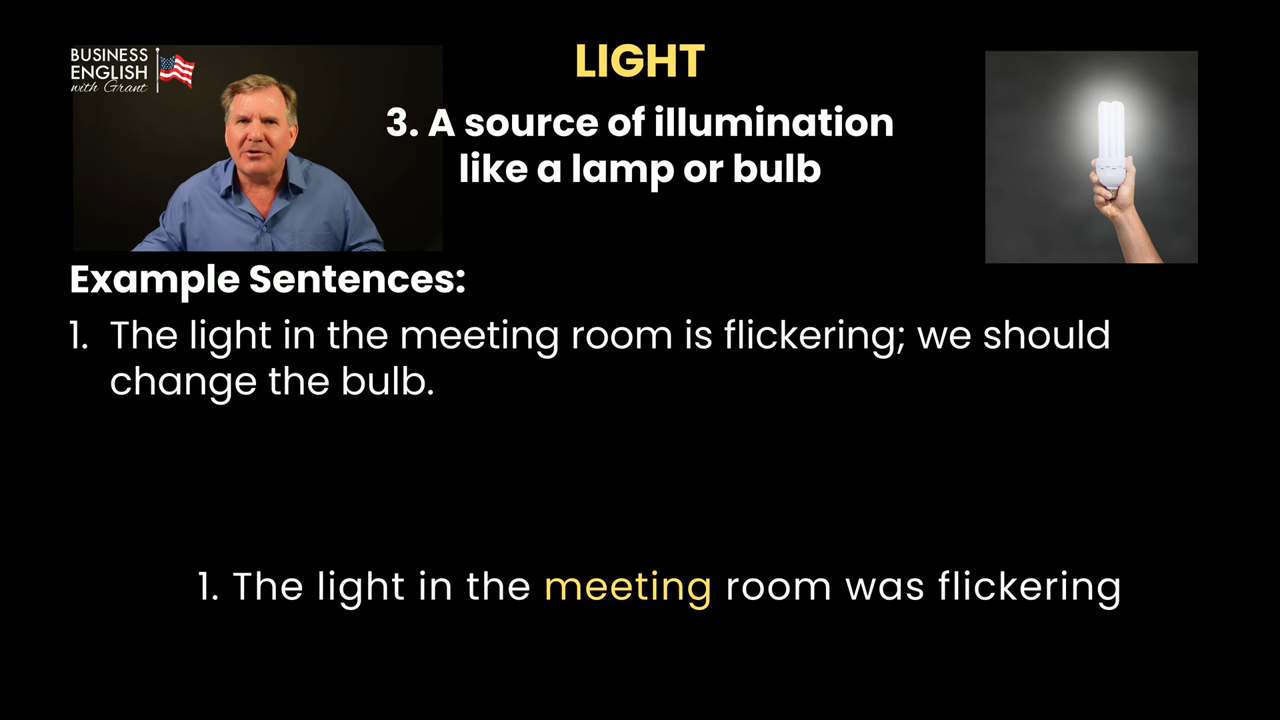 BUSINESS
ENGLISH
with Grant
LIGHT
3. A source of illumination
like a lamp or bulb
Example Sentences:
1. The light in the meeting room is flickering; we should
change the bulb.
1. The light in the meeting room was flickering